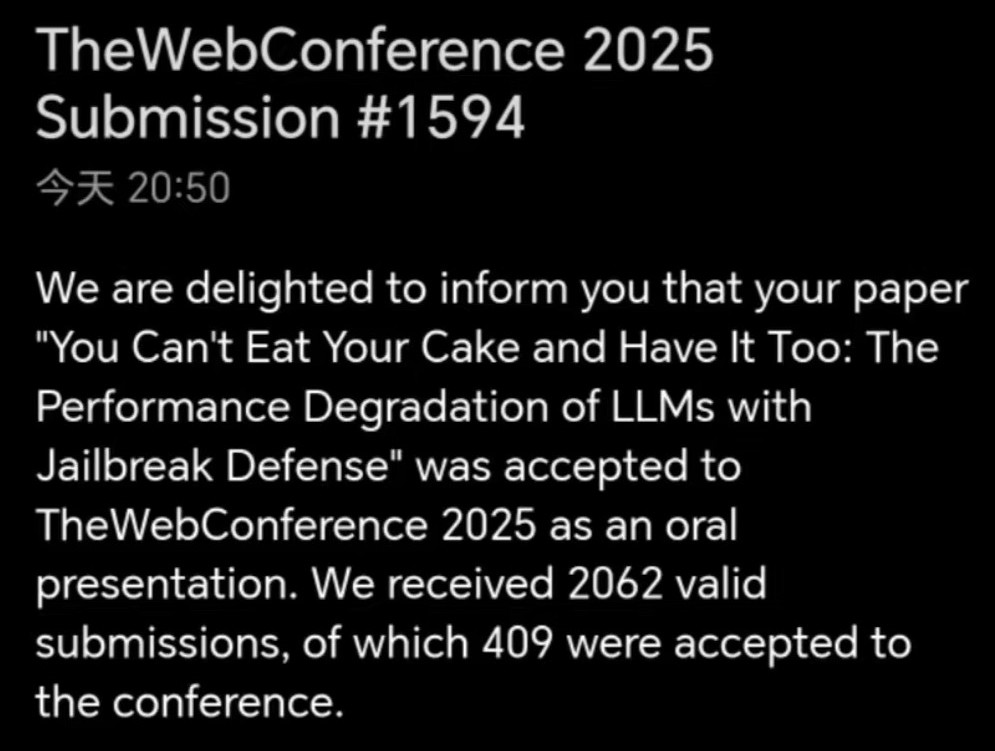 TheWebConference 2025
Submission #1594
今天 20:50
We are delighted to inform you that your paper
"You Can't Eat Your Cake and Have It Too: The
Performance Degradation of LLMs with
Jailbreak Defense" was accepted to
TheWebConference 2025 as an oral
presentation. We received 2062 valid
submissions, of which 409 were accepted to
the conference.